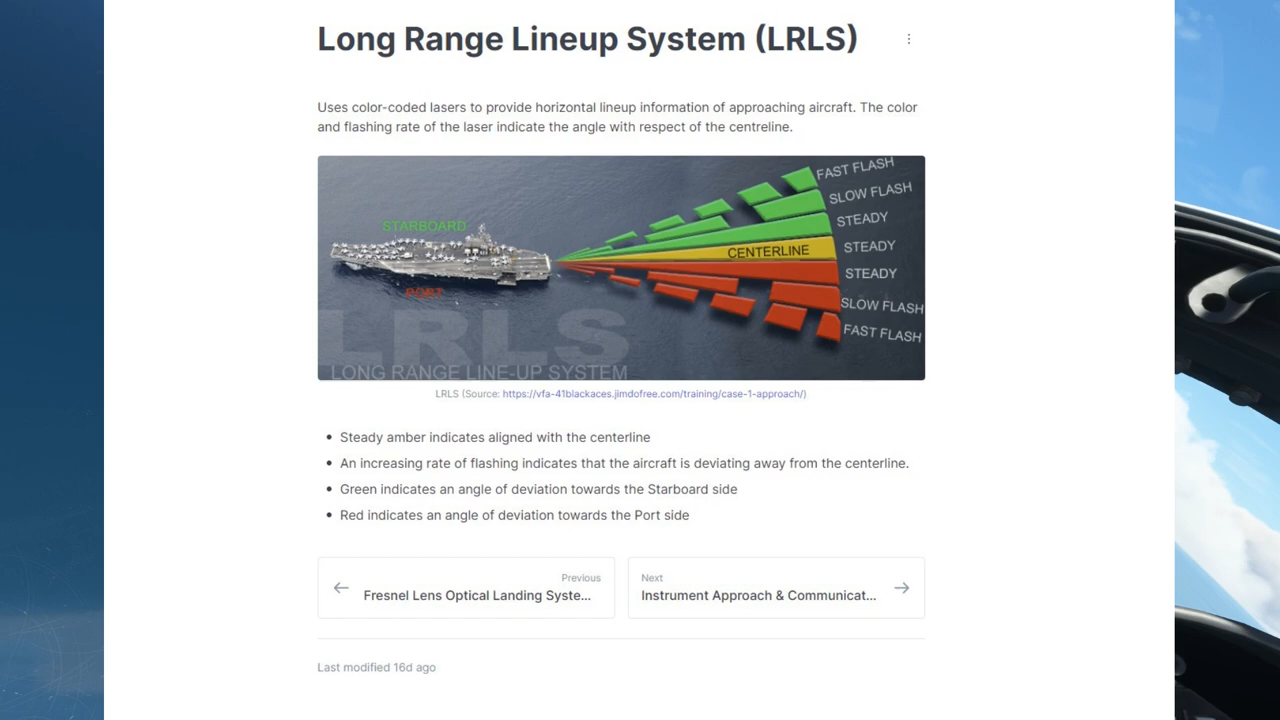 Long Range Lineup System (LRLS)
Uses color-coded lasers to provide horizontal lineup information of approaching aircraft. The color
and flashing rate of the laser indicate the angle with respect of the centreline.
FAST FLASH
SLOW FLASH
STARBOARD
STEADY
CENTERLINE
STEADY
STEADY
PORT
SLOW FLASH
FAST FLASH
LRLS
LONG RANGE LINE-UP SYSTEM
LRLS (Source: https://vfa-41blackaces.jimdofree.com/training/case-1-approach/)
• Steady amber indicates aligned with the centerline
• An increasing rate of flashing indicates that the aircraft is deviating away from the centerline.
• Green indicates an angle of deviation towards the Starboard side
• Red indicates an angle of deviation towards the Port side
Previous
Fresnel Lens Optical Landing Syste...
Next
Instrument Approach & Communicat...
Last modified 16d ago